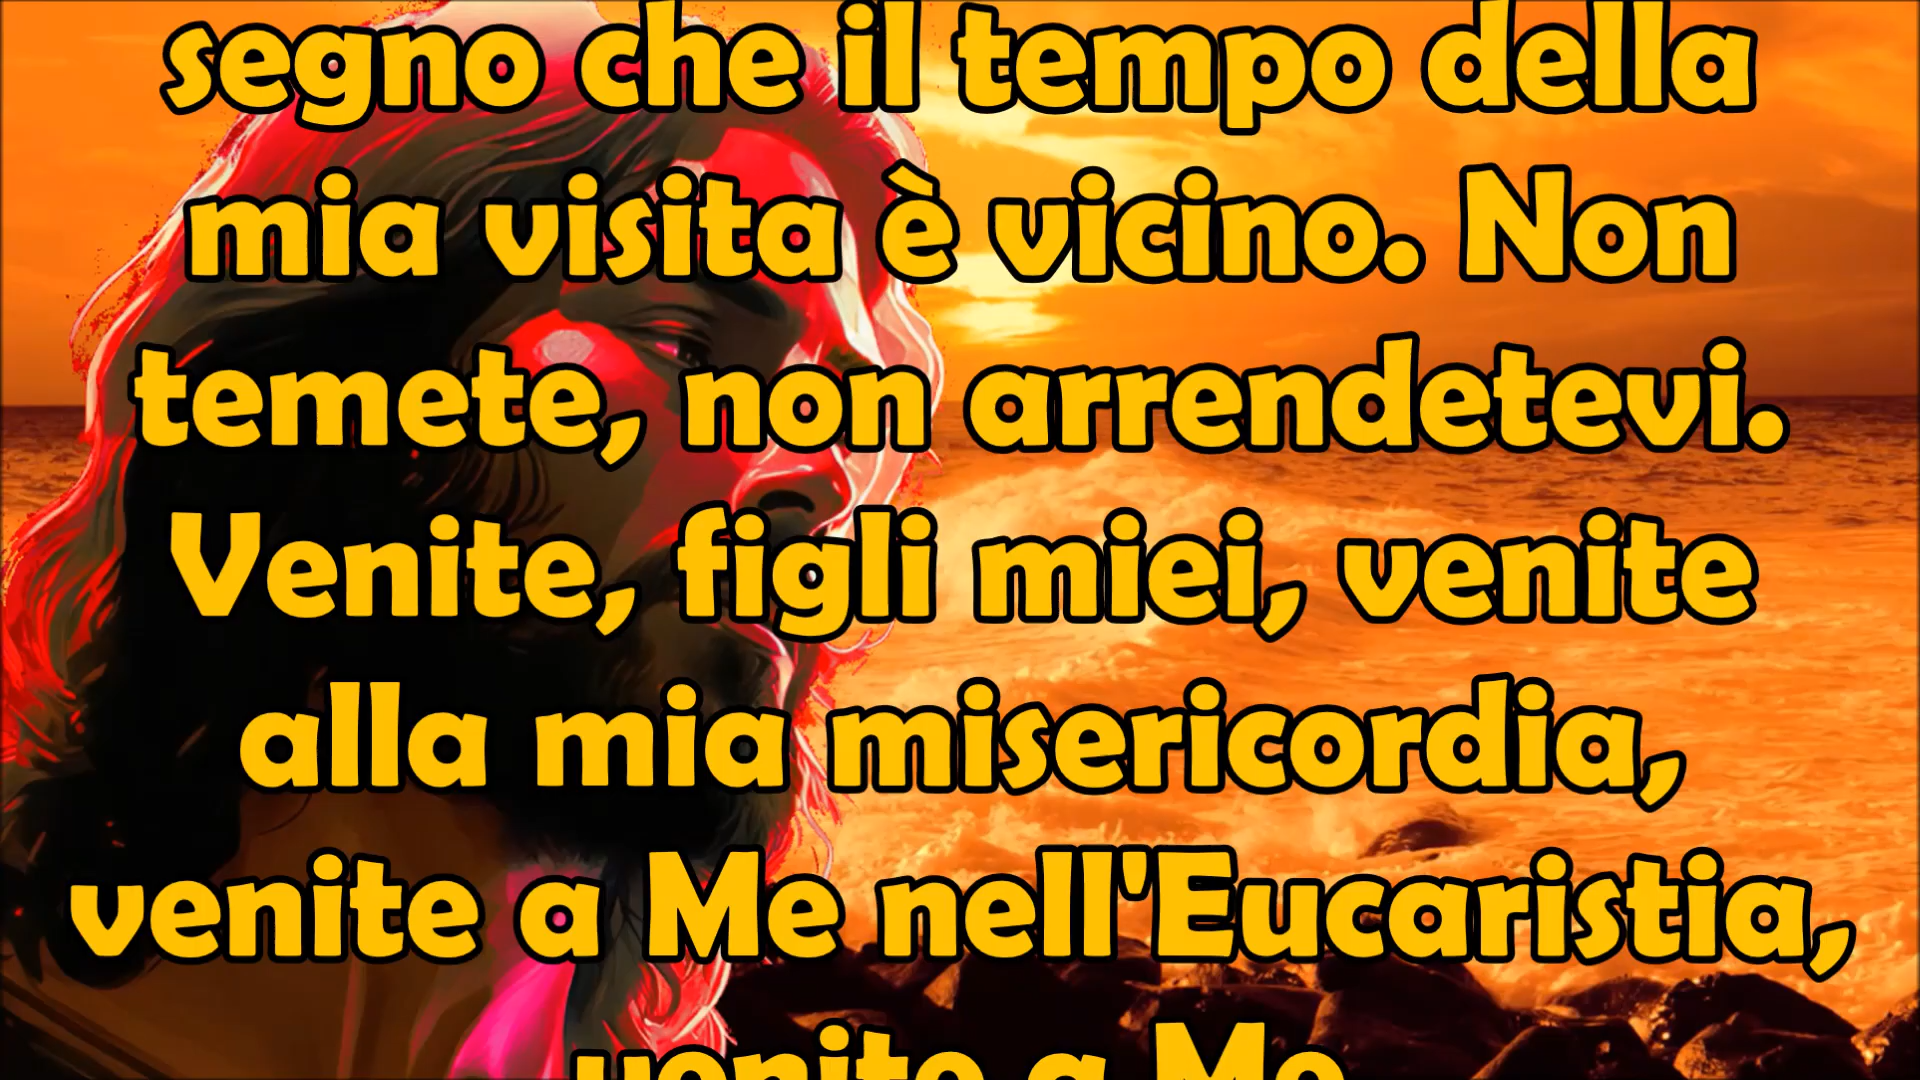 segno che il tempo della
mia visita è vicino. Non
temete, non arrendetevi.
Venite, figli miei, venite
alla mia misericordia,
venite a Me nell'Eucaristia,
venite a Me